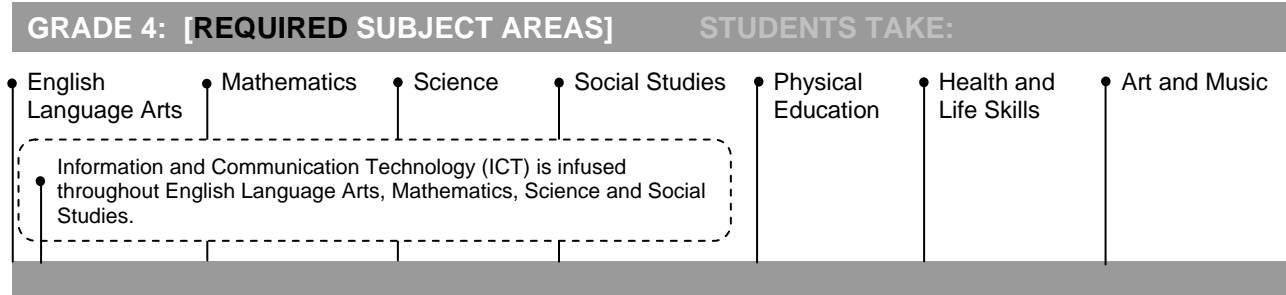 GRADE 4: [REQUIRED SUBJECT AREAS] STUDENTS TAKE:
English
Language Arts
Mathematics
Science
Social Studies
Physical
Education
Health and
Life Skills
Art and Music
Information and Communication Technology (ICT) is infused
throughout English Language Arts, Mathematics, Science and Social
Studies.